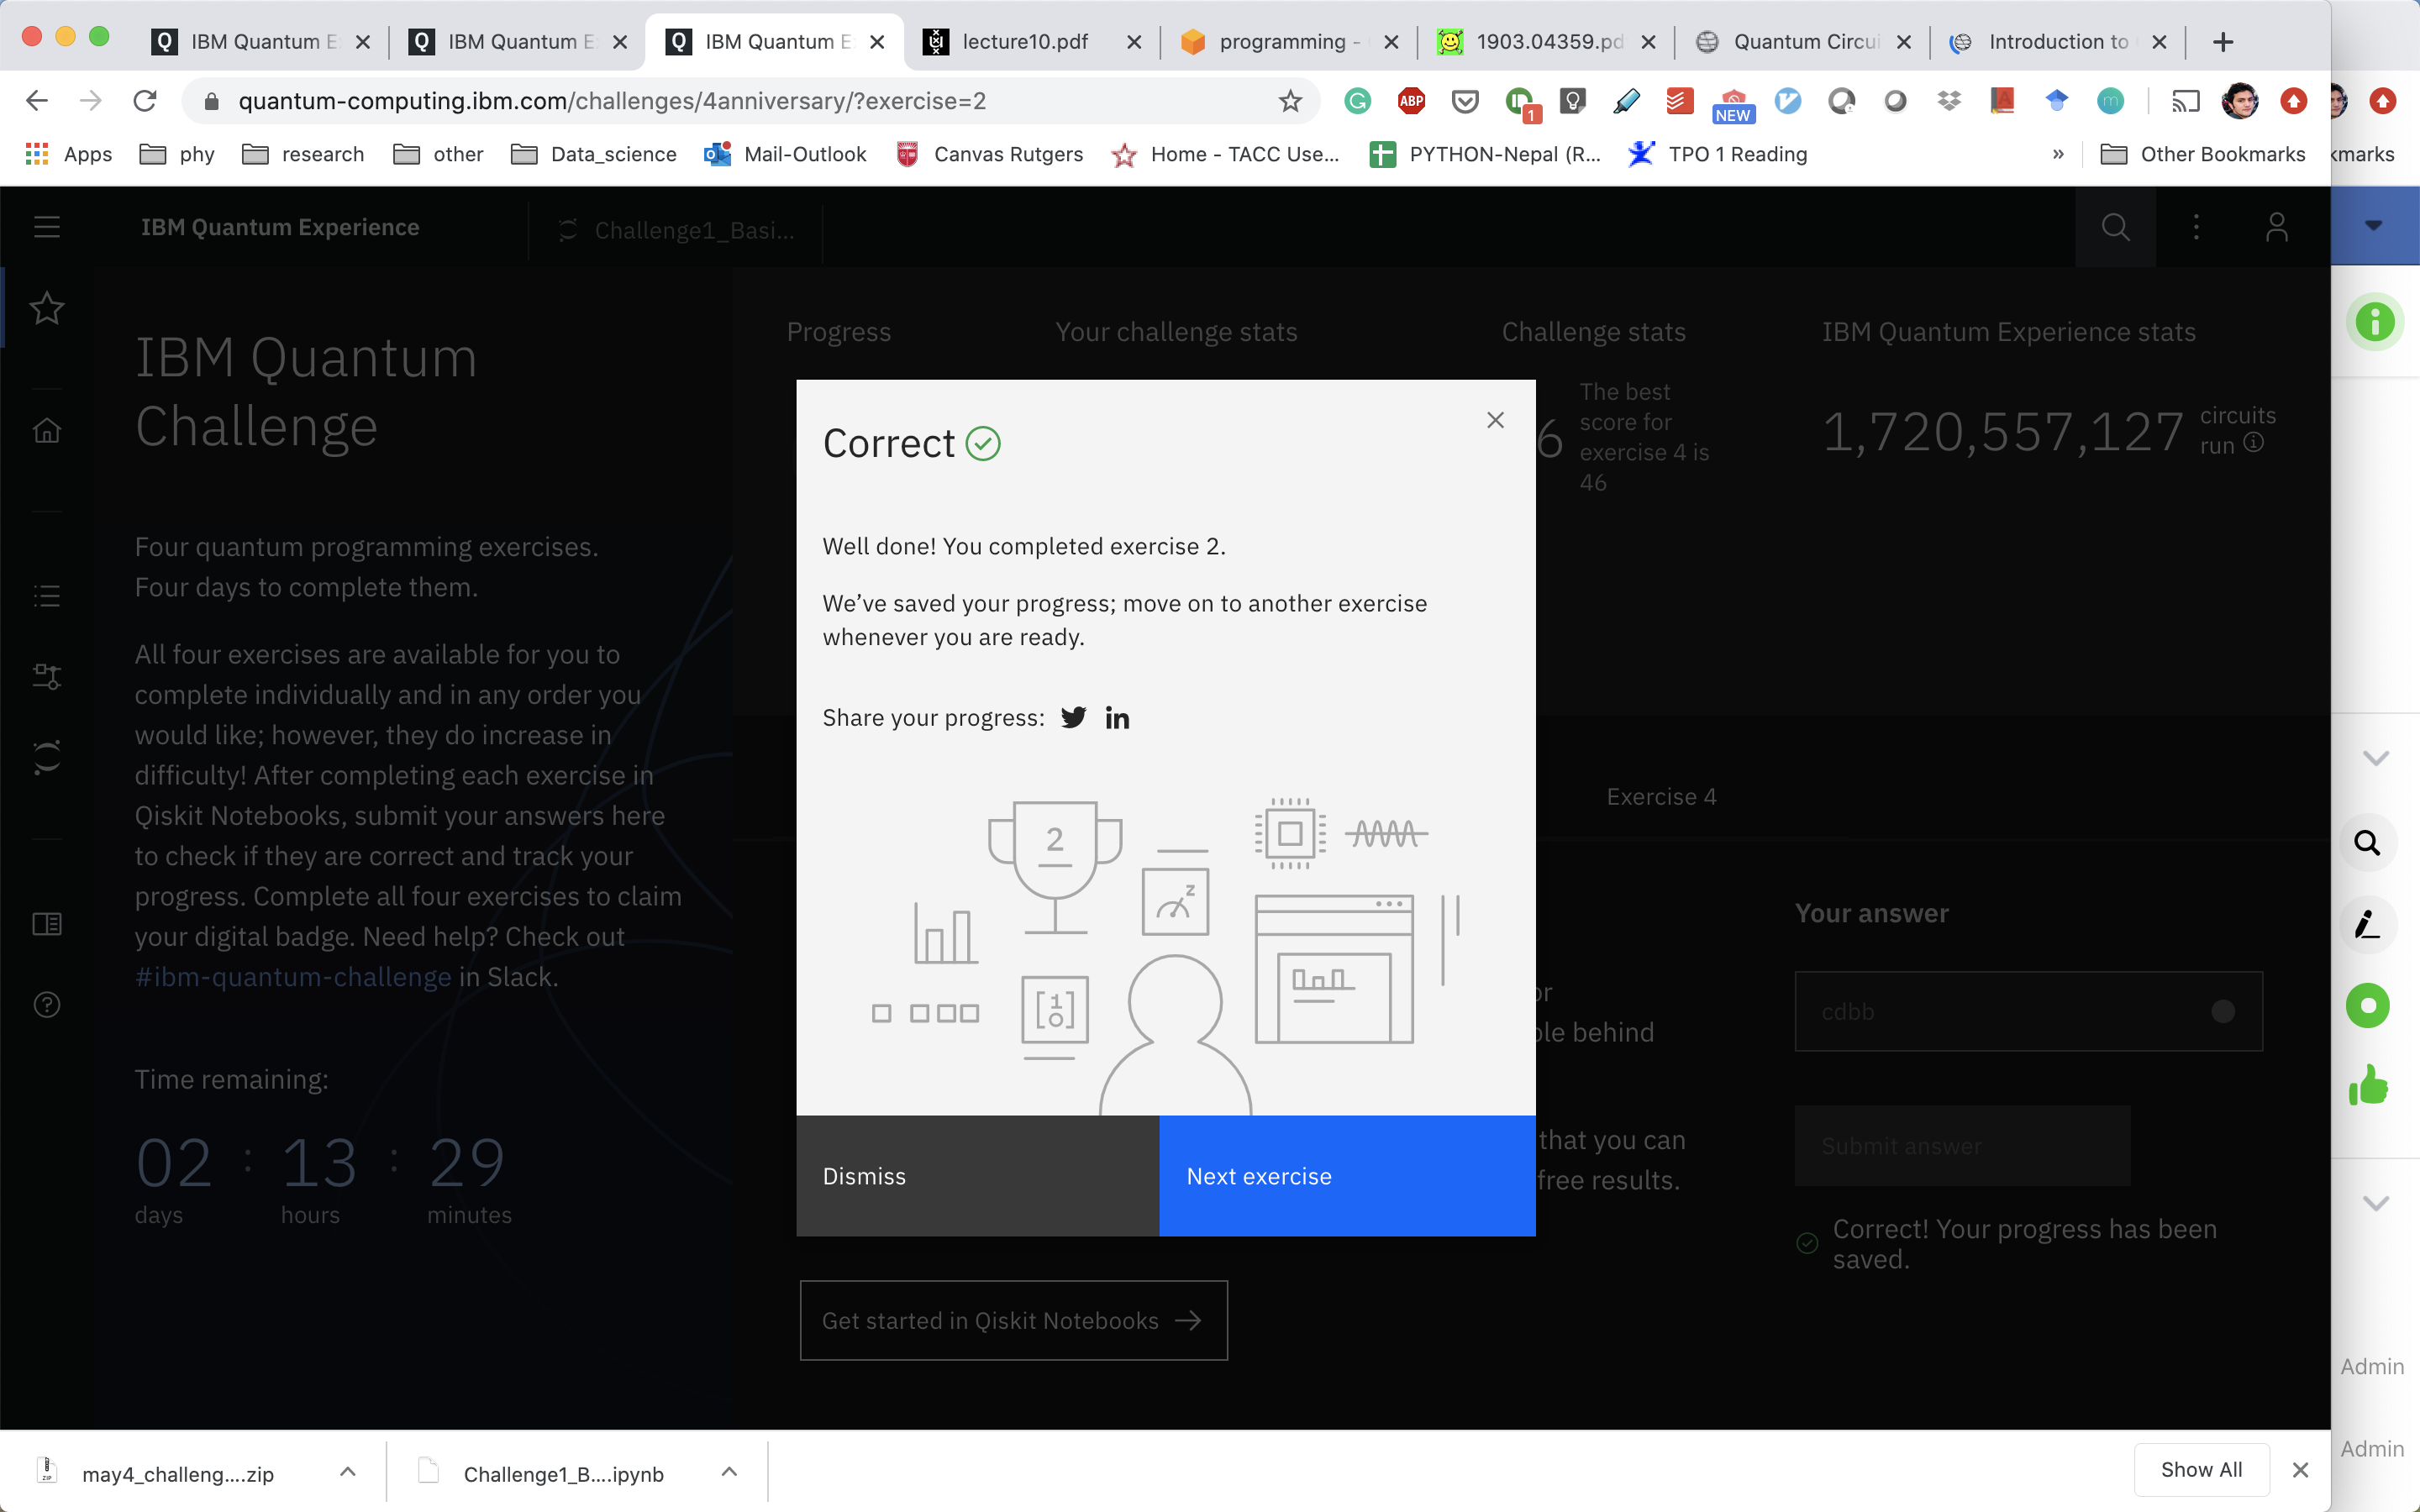 IBM Quantum E
IBM Quantum E
IBM Quantum E
lecture10.pdf
programming -
1903.04359.pd
Quantum Circui
Introduction to
quantum-computing.ibm.com/challenges/4anniversary/?exercise=2
ABP
1
NEW
m
Apps
phy
research
other
Data_science
Mail-Outlook
Canvas Rutgers
Home - TACC Use...
PYTHON-Nepal (R...
TPO 1 Reading
»
Other Bookmarks
kmarks
IBM Quantum Experience
Challenge1_Basi...
IBM Quantum
Challenge
Four quantum programming exercises.
Four days to complete them.
All four exercises are available for you to
complete individually and in any order you
would like; however, they do increase in
difficulty! After completing each exercise in
Qiskit Notebooks, submit your answers here
to check if they are correct and track your
progress. Complete all four exercises to claim
your digital badge. Need help? Check out
#ibm-quantum-challenge in Slack.
Time remaining:
02 : 13 : 29
days hours minutes
Progress
Your challenge stats
Challenge stats
IBM Quantum Experience stats
6
The best
score for
exercise 4 is
46
1,720,557,127
circuits
run
Correct
Well done! You completed exercise 2.
We've saved your progress; move on to another exercise
whenever you are ready.
Share your progress:
in
2
z
1
0
Dismiss
Next exercise
Exercise 4
or
ole behind
that you can
free results.
Your answer
cdbb
Submit answer
Correct! Your progress has been
saved.
Get started in Qiskit Notebooks
Admin
Admin
ZIP
may4_challeng....zip
Challenge1_B....ipynb
Show All